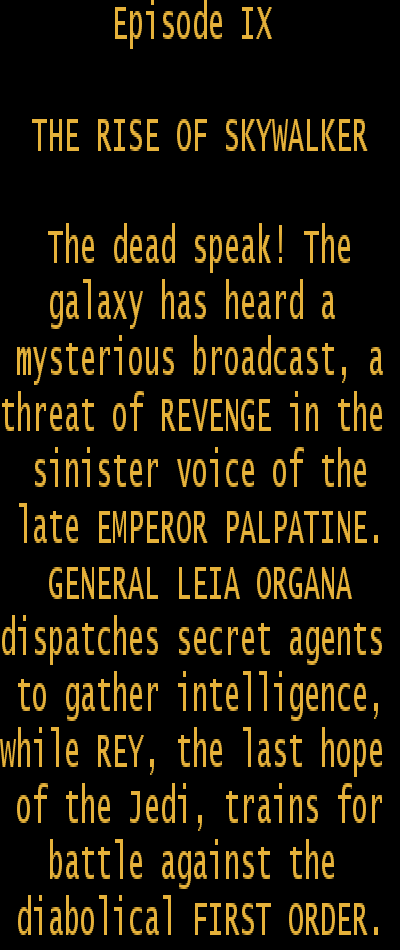 Episode IX
THE RISE OF SKYWALKER
The dead speak! The
galaxy has heard a
mysterious broadcast, a
threat of REVENGE in the
sinister voice of the
late EMPEROR PALPATINE.
GENERAL LEIA ORGANA
dispatches secret agents
to gather intelligence,
while REY, the last hope
of the Jedi, trains for
battle against the
diabolical FIRST ORDER.